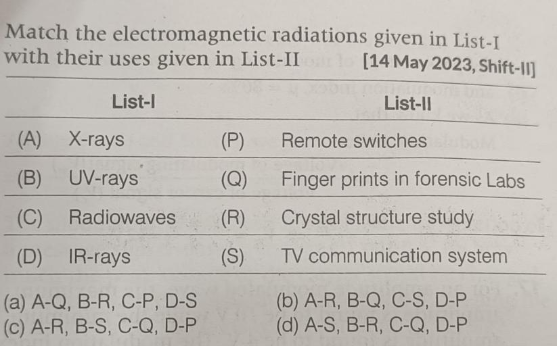 Match the electromagnetic radiations given in List-I
with their uses given in List-II [14 May 2023, Shift-II]
List-I List-II
(A) X-rays (P) Remote switches
(B) UV-rays (Q) Finger prints in forensic Labs
(C) Radiowaves (R) Crystal structure study
(D) IR-rays (S) TV communication system
(a) A-Q, B-R, C-P, D-S (b) A-R, B-Q, C-S, D-P
(c) A-R, B-S, C-Q, D-P (d) A-S, B-R, C-Q, D-P